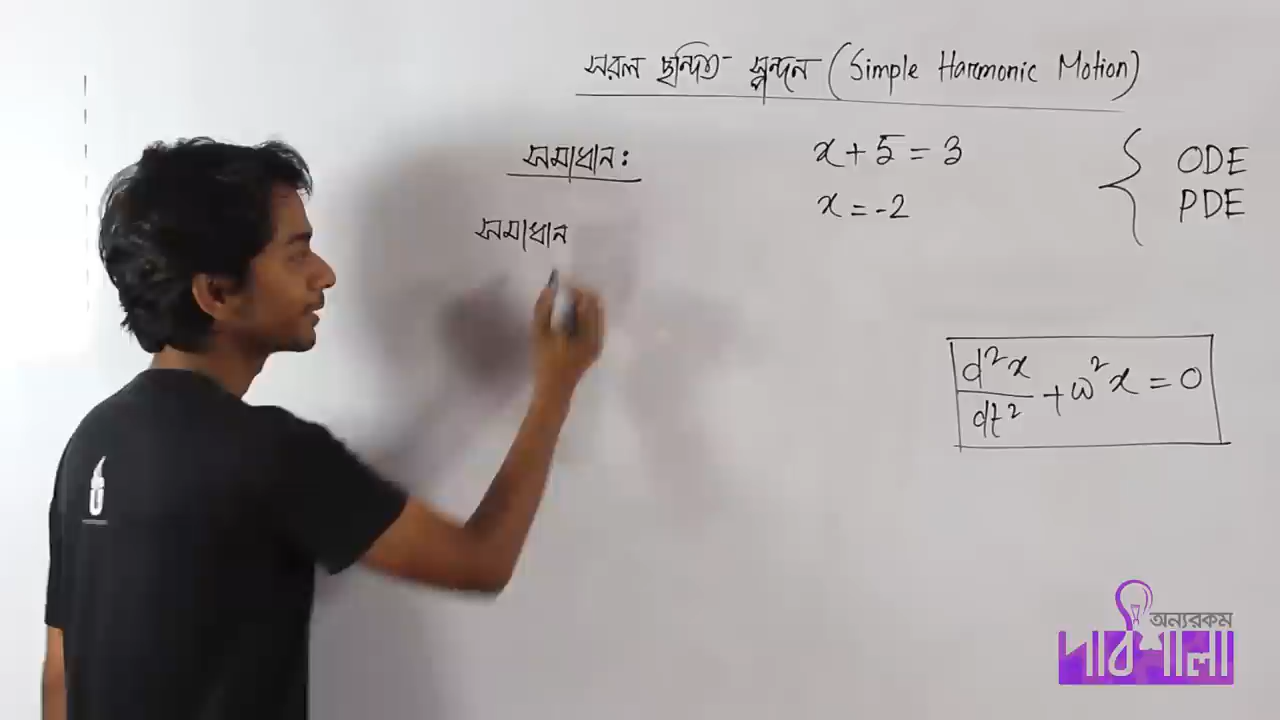 সরল ছন্দিত স্পন্দন (Simple Harmonic Motion)
সমাধান :
সমাধান
x + 5 = 3
x = -2
{ ODE
PDE
d²x/dt² + ω²x = 0
অন্যরকম
পাঠশালা